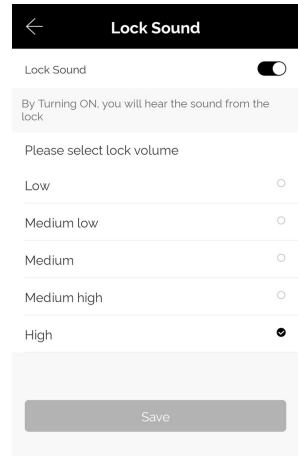 Lock Sound
Lock Sound
By Turning ON, you will hear the sound from the
lock
Please select lock volume
Low
Medium low
Medium
Medium high
High
Save